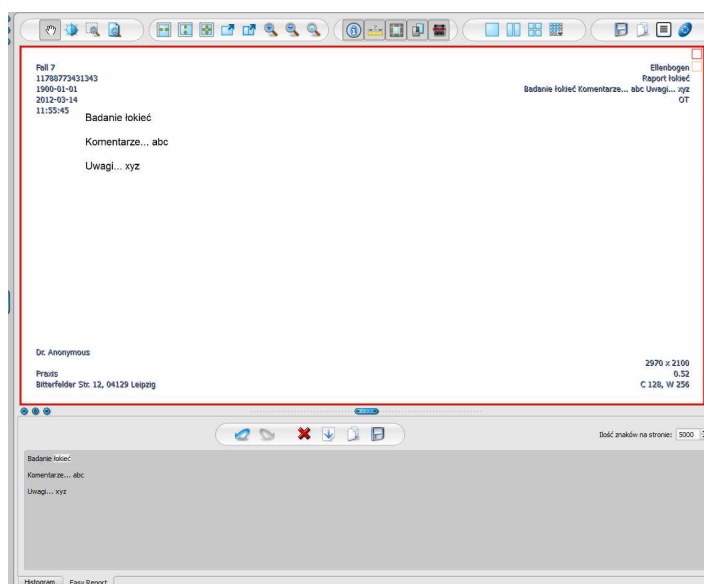 Fall 7
11788773431343
1900-01-01
2012-03-14
11:55:45
Ellenbogen
Raport łokieć
Badanie łokieć Komentarze... abc Uwagi... xyz
OT
Badanie łokieć
Komentarze... abc
Uwagi... xyz
Dr. Anonymous
Praxis
Bitterfelder Str. 12, 04129 Leipzig
2970 x 2100
0.52
C 128, W 256
Ilość znaków na stronie: 5000
Badanie łokieć
Komentarze... abc
Uwagi... xyz
Histogram
Easy Report